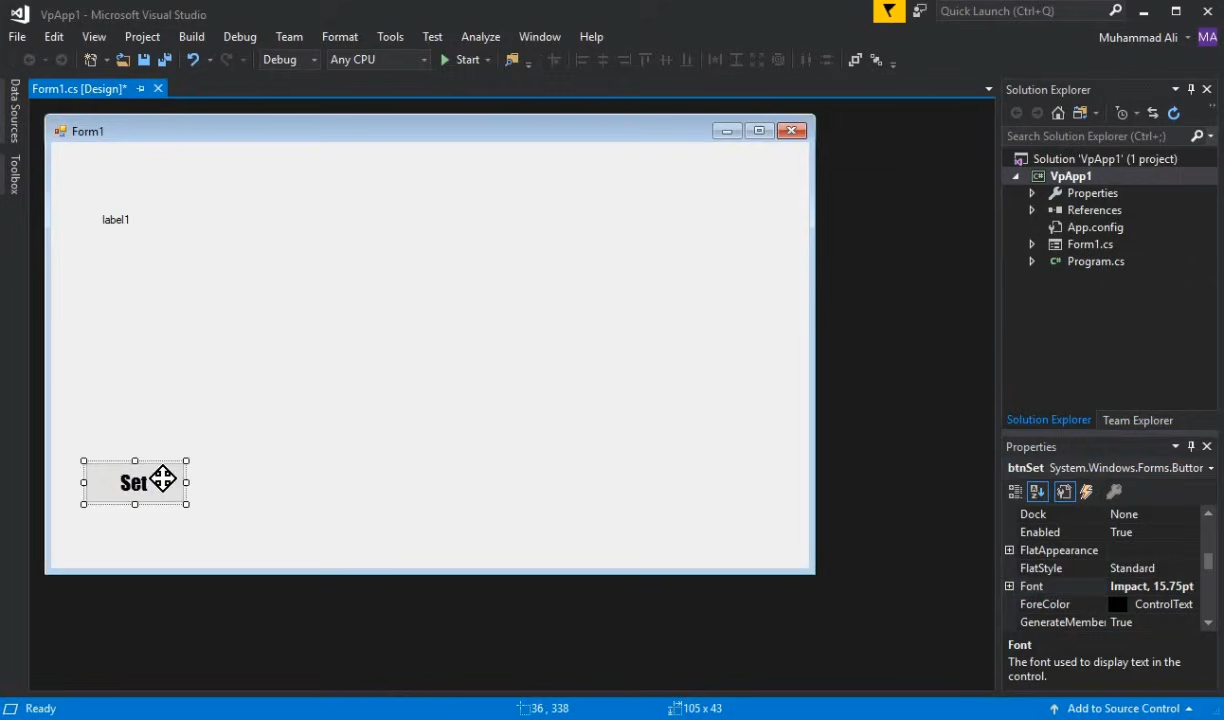 VpApp1 - Microsoft Visual Studio
Quick Launch (Ctrl+Q)
File Edit View Project Build Debug Team Format Tools Test Analyze Window Help
Muhammad Ali MA
Debug Any CPU Start
Data Sources
Toolbox
Form1.cs [Design]*
Form1
label1
Set
Solution Explorer
Search Solution Explorer (Ctrl+;)
Solution 'VpApp1' (1 project)
C# VpApp1
Properties
References
App.config
Form1.cs
C# Program.cs
Solution Explorer Team Explorer
Properties
btnSet System.Windows.Forms.Buttor
Dock None
Enabled True
FlatAppearance
FlatStyle Standard
Font Impact, 15.75pt
ForeColor ControlText
GenerateMember True
Font
The font used to display text in the
control.
Ready 36 , 338 105 x 43 Add to Source Control